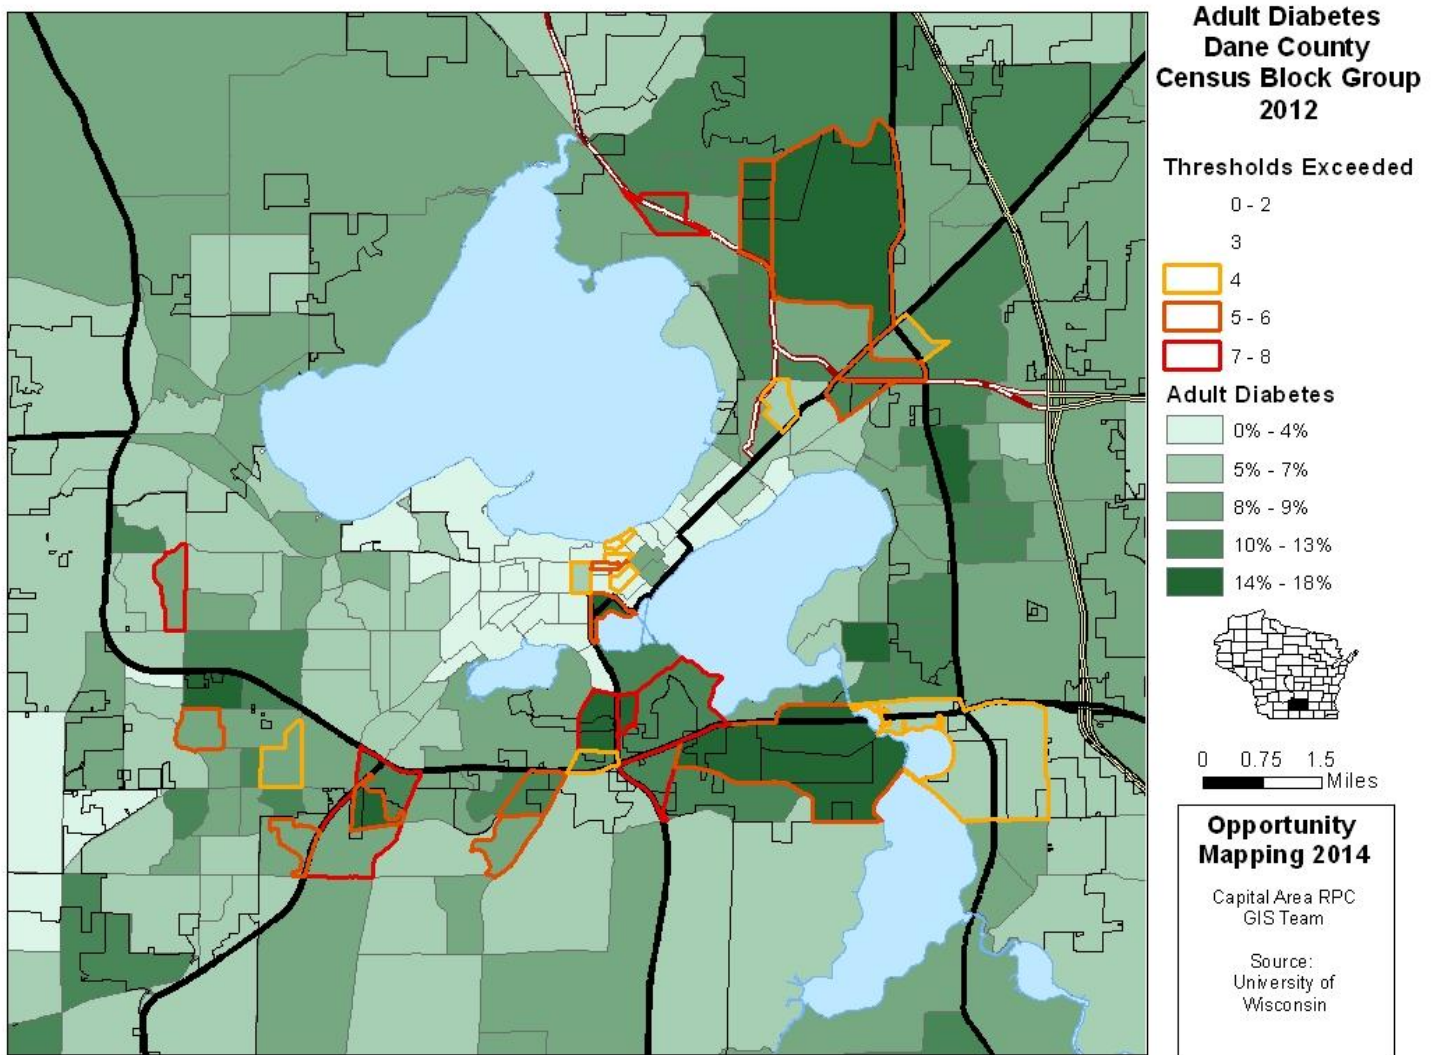 Adult Diabetes
Dane County
Census Block Group
2012
Thresholds Exceeded
0 - 2
3
4
5 - 6
7 - 8
Adult Diabetes
0% - 4%
5% - 7%
8% - 9%
10% - 13%
14% - 18%
0 0.75 1.5
Miles
Opportunity
Mapping 2014
Capital Area RPC
GIS Team
Source:
University of
Wisconsin